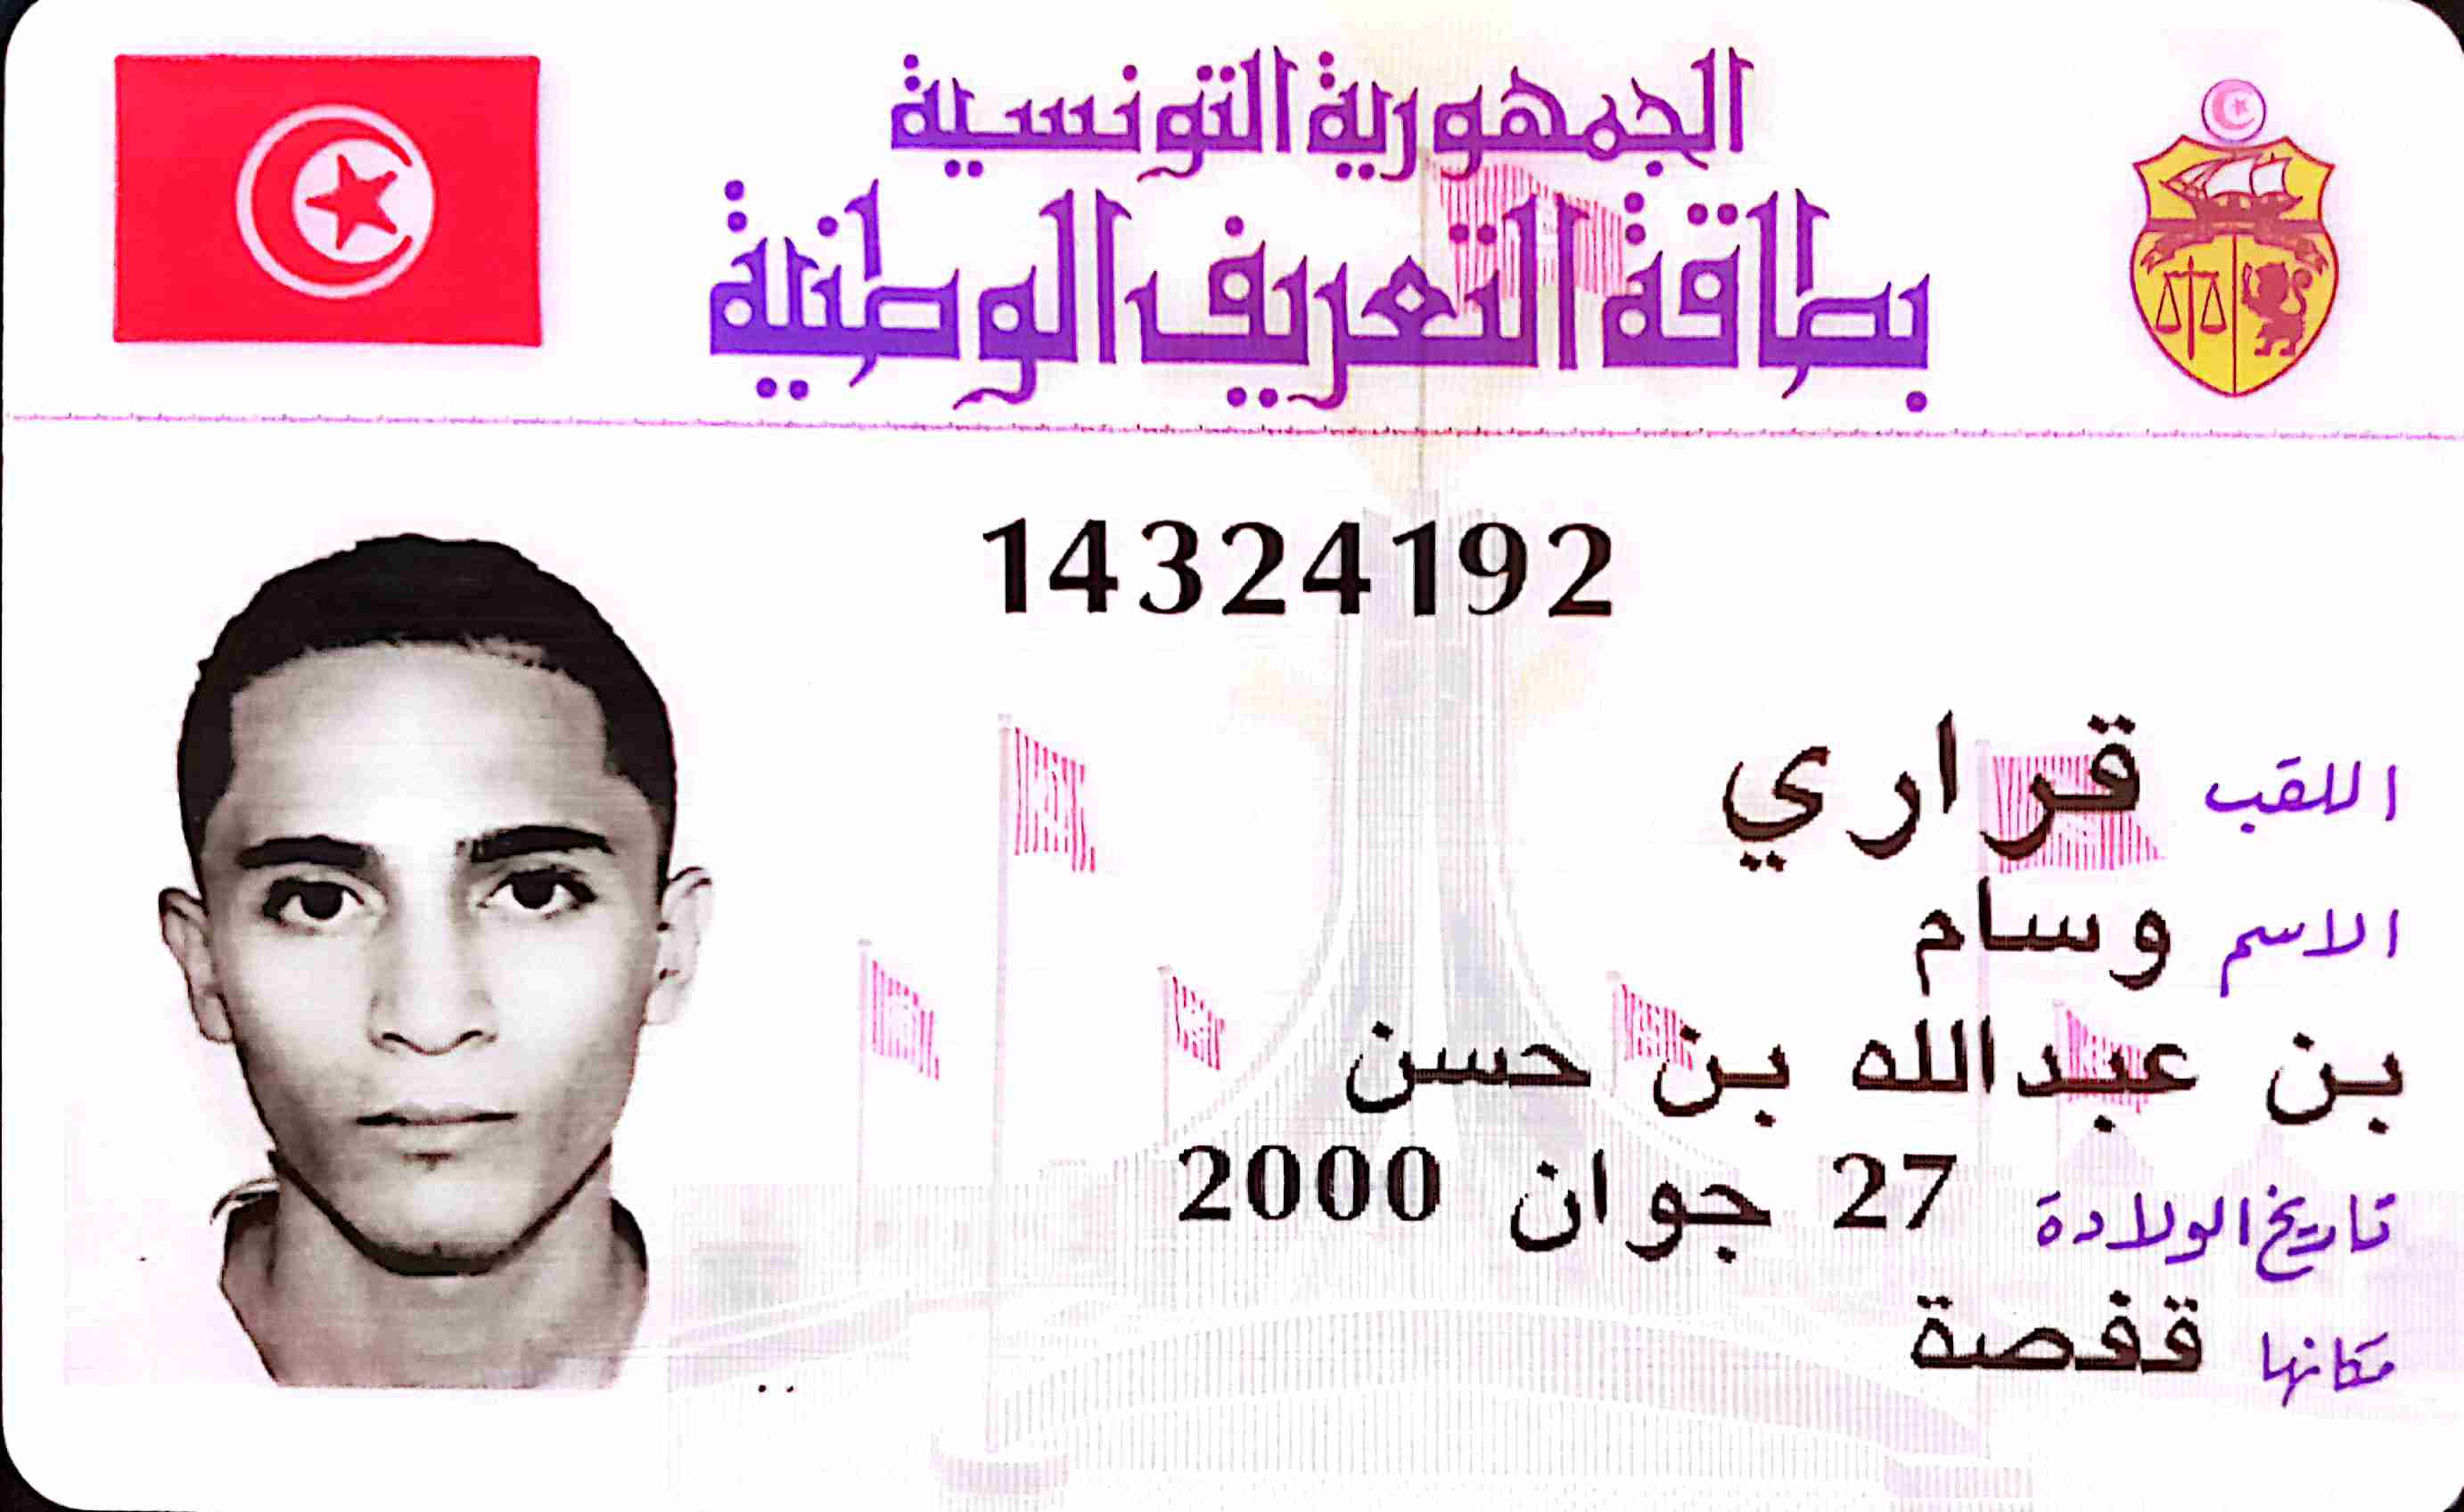 الجمهورية التونسية
بطاقة التعريف الوطنية
14324192
اللقب قراري
الاسم وسام
بن عبدالله بن حسن
تاريخ الولادة 27 جوان 2000
مكانها قفصة